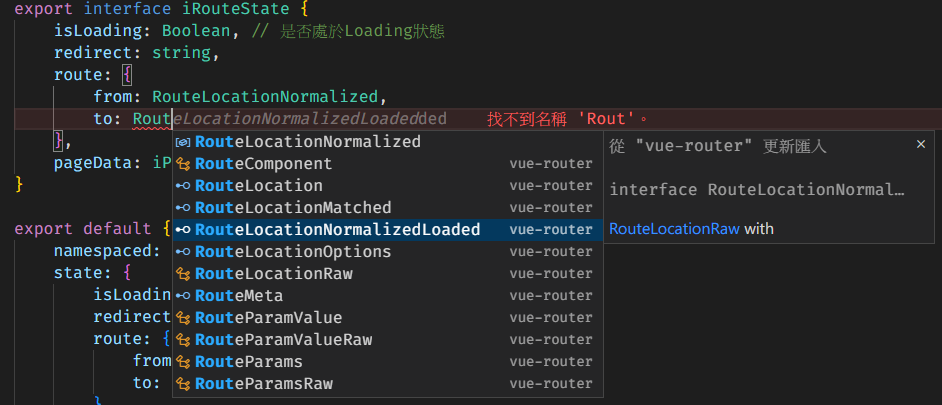 export interface iRouteState {
isLoading: Boolean, // 是否處於Loading狀態
redirect: string,
route: {
from: RouteLocationNormalized,
to: RouteLocationNormalizedLoadedded 找不到名稱 'Rout'。
},
pageData: iP
}
export default {
namespaced:
state: {
isLoadin
redirect
route: {
from
to:
}
RouteLocationNormalized
RouteComponent vue-router
RouteLocation vue-router
RouteLocationMatched vue-router
RouteLocationNormalizedLoaded vue-router
RouteLocationOptions vue-router
RouteLocationRaw vue-router
RouteMeta vue-router
RouteParamValue vue-router
RouteParamValueRaw vue-router
RouteParams vue-router
RouteParamsRaw vue-router
從 "vue-router" 更新匯入 ×
interface RouteLocationNormal…
RouteLocationRaw with